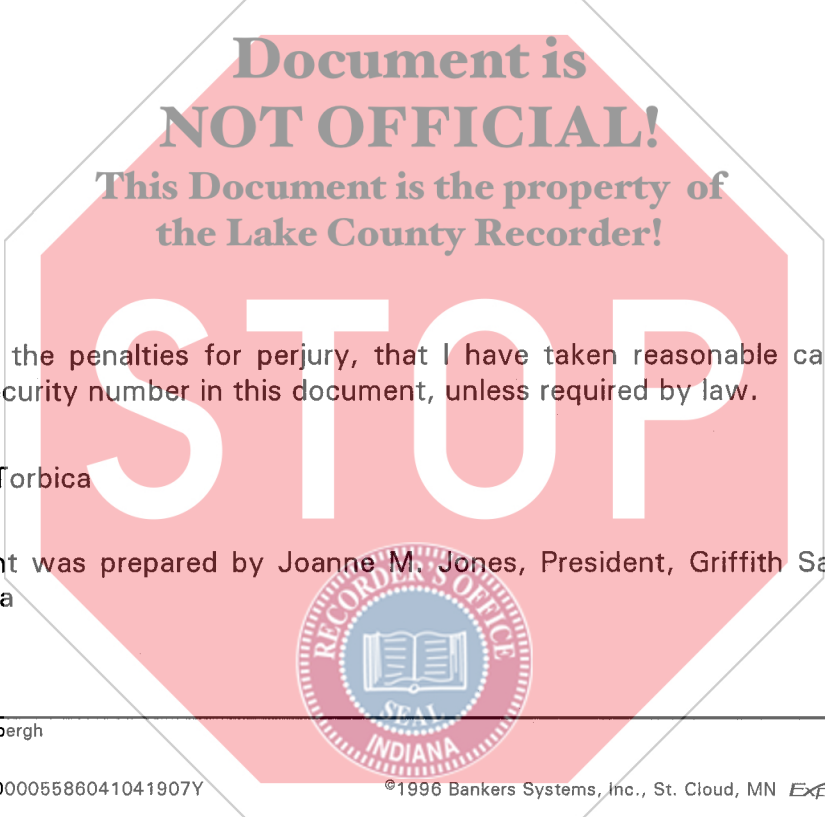 Document is
NOT OFFICIAL!
This Document is the property of
the Lake County Recorder!
STOP
the penalties for perjury, that I have taken reasonable ca
curity number in this document, unless required by law.
Torbica
nt was prepared by Joanne M. Jones, President, Griffith Sa
a
RECORDER'S OFFICE
SEAL
INDIANA
bergh
00005586041041907Y
©1996 Bankers Systems, Inc., St. Cloud, MN Exp